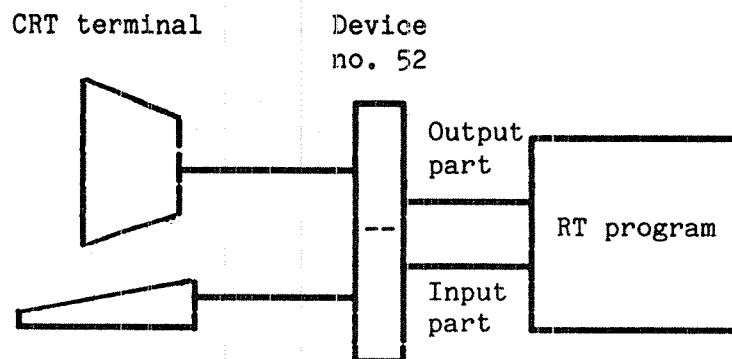 CRT terminal
Device
no. 52
Output
part
RT program
Input
part